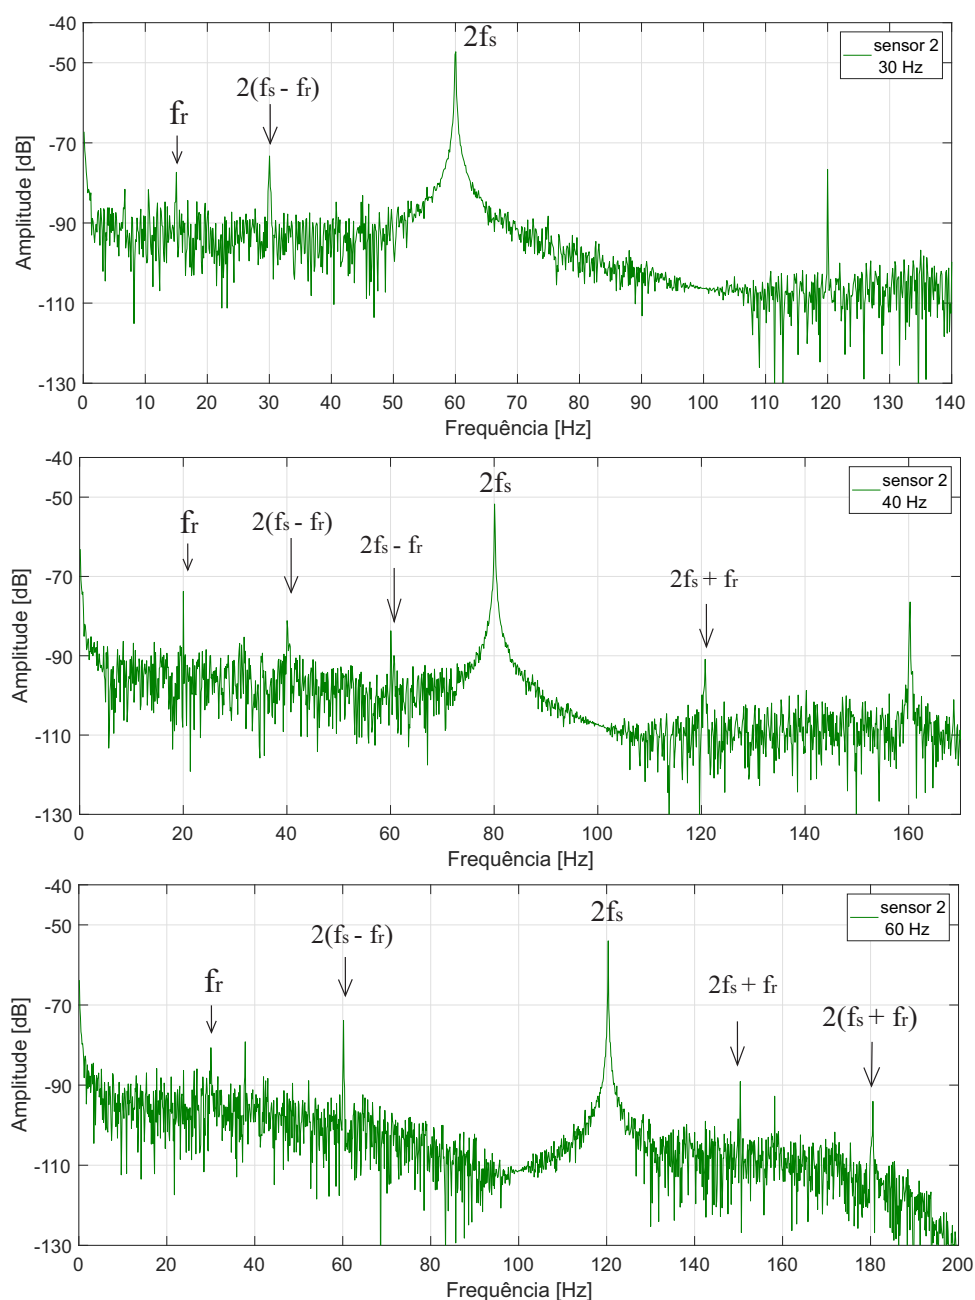 -40
-50
-70
-90
-110
-130
Amplitude [dB]
fr
2(fs - fr)
2fs
sensor 2
30 Hz
0 10 20 30 40 50 60 70 80 90 100 110 120 130 140
Frequência [Hz]
-40
-50
-70
-90
-110
-130
Amplitude [dB]
fr
2(fs - fr)
2fs - fr
2fs
2fs + fr
sensor 2
40 Hz
0 20 40 60 80 100 120 140 160
Frequência [Hz]
-40
-50
-70
-90
-110
-130
Amplitude [dB]
fr
2(fs - fr)
2fs
2fs + fr
2(fs + fr)
sensor 2
60 Hz
0 20 40 60 80 100 120 140 160 180 200
Frequência [Hz]